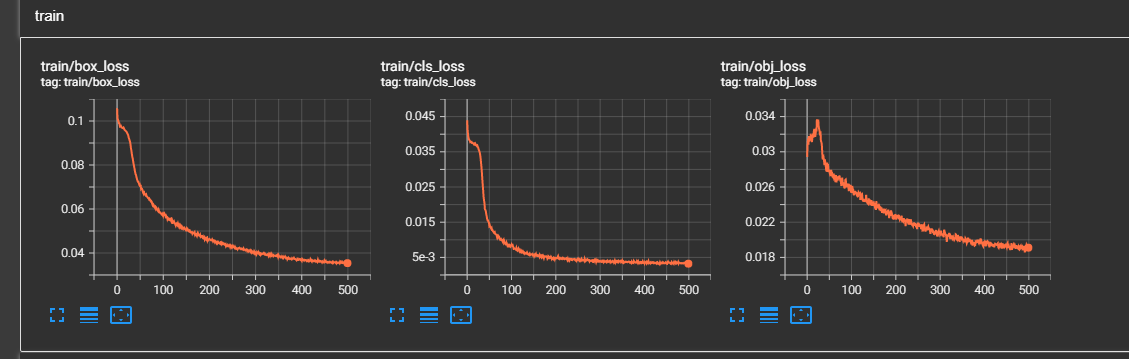 train
train/box_loss
tag: train/box_loss
0.1
0.08
0.06
0.04
0 100 200 300 400 500
train/cls_loss
tag: train/cls_loss
0.045
0.035
0.025
0.015
5e-3
0 100 200 300 400 500
train/obj_loss
tag: train/obj_loss
0.034
0.03
0.026
0.022
0.018
0 100 200 300 400 500